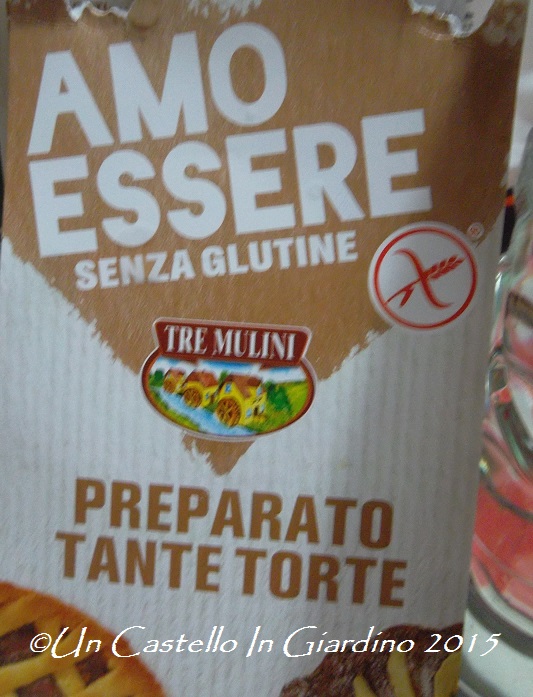 AMO
ESSERE
SENZA GLUTINE
TRE MULINI
PREPARATO
TANTE TORTE
©Un Castello In Giardino 2015